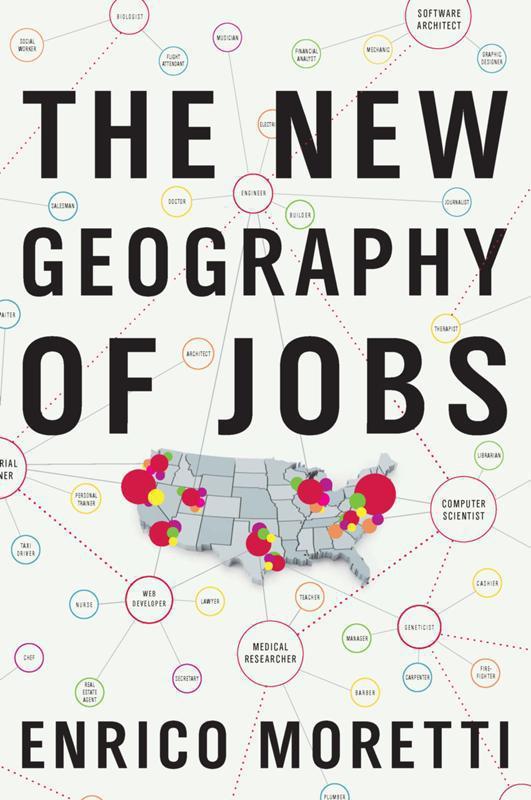 BIOLOGIST
SOFTWARE
ARCHITECT
SOCIAL
WORKER
MUSICIAN
FLIGHT
ATTENDANT
FINANCIAL
ANALYST
MECHANIC
GRAPHIC
DESIGNER
THE NEW
ENGINEER
SALESMAN
DOCTOR
BUILDER
JOURNALIST
GEOGRAPHY
THERAPIST
ARCHITECT
OF JOBS
LIBRARIAN
PERSONAL
TRAINER
COMPUTER
SCIENTIST
TAXI
DRIVER
WEB
DEVELOPER
NURSE
LAWYER
TEACHER
CASHIER
GENETICIST
MANAGER
MEDICAL
RESEARCHER
CHEF
SECRETARY
CARPENTER
FIRE-
FIGHTER
REAL
ESTATE
AGENT
BARBER
ENRICO MORETTI
PLUMBER